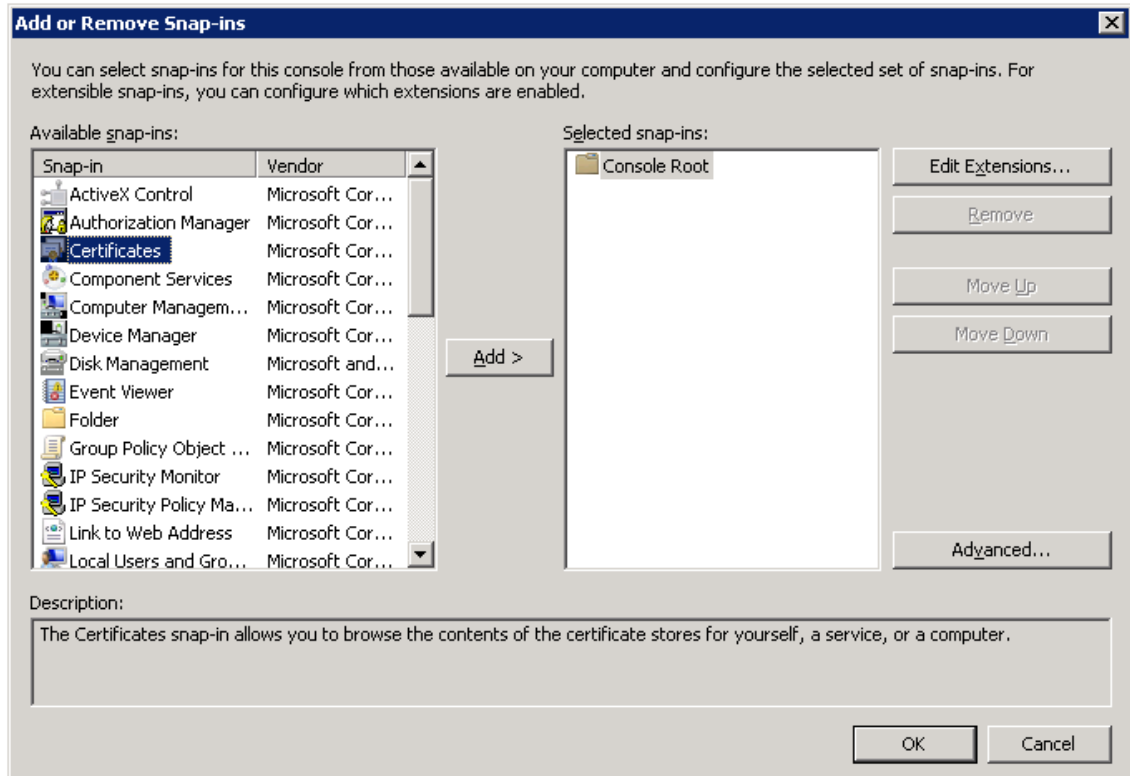 Add or Remove Snap-ins
You can select snap-ins for this console from those available on your computer and configure the selected set of snap-ins. For
extensible snap-ins, you can configure which extensions are enabled.
Available snap-ins:
Snap-in Vendor
ActiveX Control Microsoft Cor...
Authorization Manager Microsoft Cor...
Certificates Microsoft Cor...
Component Services Microsoft Cor...
Computer Managem... Microsoft Cor...
Device Manager Microsoft Cor...
Disk Management Microsoft and...
Event Viewer Microsoft Cor...
Folder Microsoft Cor...
Group Policy Object ... Microsoft Cor...
IP Security Monitor Microsoft Cor...
IP Security Policy Ma... Microsoft Cor...
Link to Web Address Microsoft Cor...
Local Users and Gro... Microsoft Cor...
Add >
Selected snap-ins:
Console Root
Edit Extensions...
Remove
Move Up
Move Down
Advanced...
Description:
The Certificates snap-in allows you to browse the contents of the certificate stores for yourself, a service, or a computer.
OK Cancel